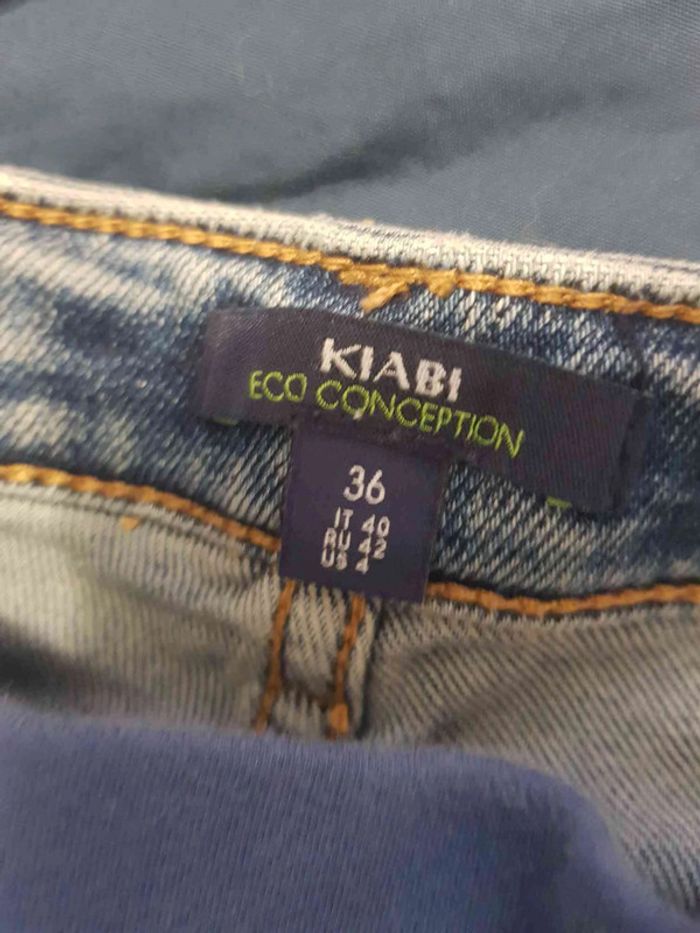 KIABI
ECO CONCEPTION
36
IT 40
RU 42
US 4